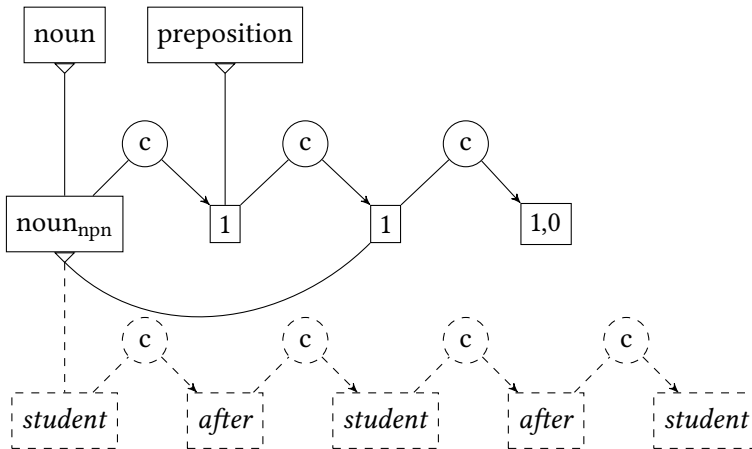 noun preposition
c c c
noun_npn 1 1 1,0
c c c c
student after student after student